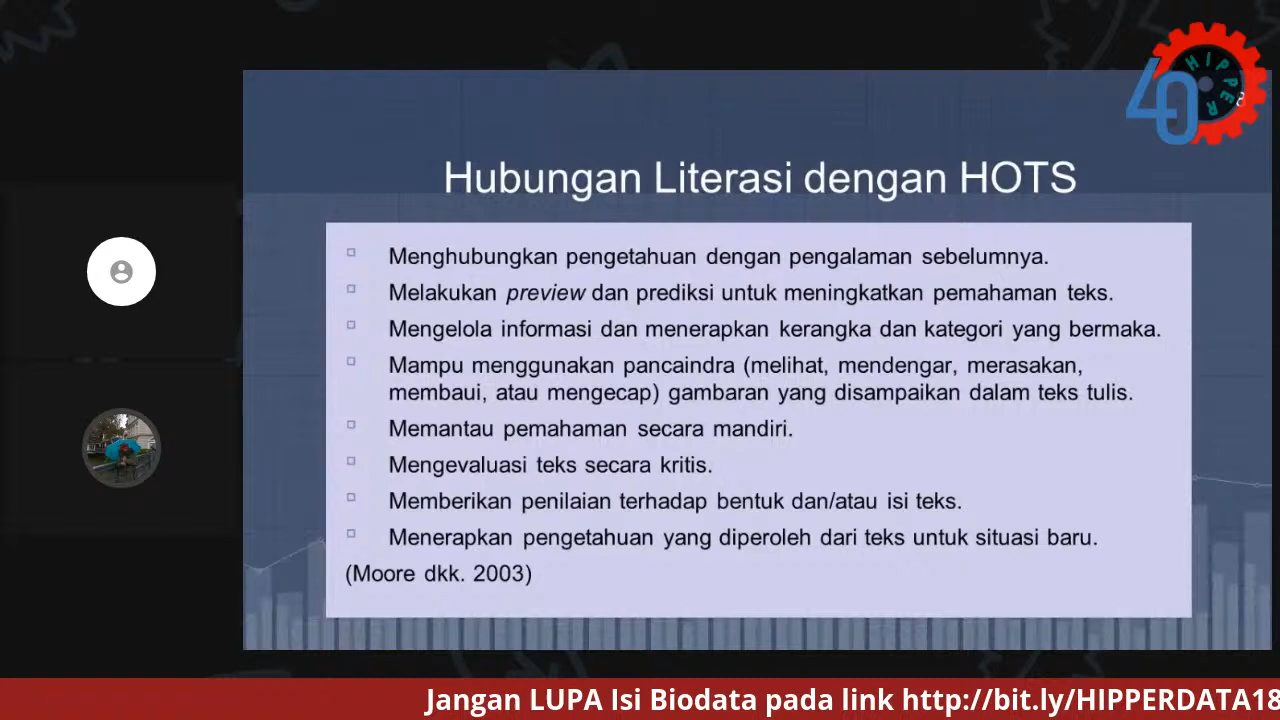 40
HIPPER
8
Hubungan Literasi dengan HOTS
Menghubungkan pengetahuan dengan pengalaman sebelumnya.
Melakukan preview dan prediksi untuk meningkatkan pemahaman teks.
Mengelola informasi dan menerapkan kerangka dan kategori yang bermaka.
Mampu menggunakan pancaindra (melihat, mendengar, merasakan,
membaui, atau mengecap) gambaran yang disampaikan dalam teks tulis.
Memantau pemahaman secara mandiri.
Mengevaluasi teks secara kritis.
Memberikan penilaian terhadap bentuk dan/atau isi teks.
Menerapkan pengetahuan yang diperoleh dari teks untuk situasi baru.
(Moore dkk. 2003)
Jangan LUPA Isi Biodata pada link http://bit.ly/HIPPERDATA18